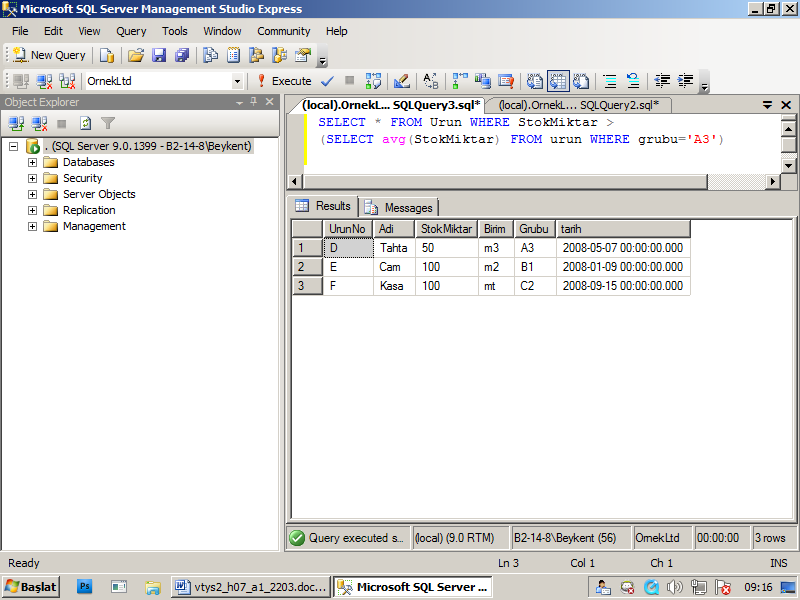 Microsoft SQL Server Management Studio Express
File Edit View Query Tools Window Community Help
New Query
OrnekLtd Execute
Object Explorer
. (SQL Server 9.0.1399 - B2-14-8\Beykent)
Databases
Security
Server Objects
Replication
Management
(local).OrnekL... SQLQuery3.sql* (local).OrnekL... SQLQuery2.sql*
SELECT * FROM Urun WHERE StokMiktar >
(SELECT avg(StokMiktar) FROM urun WHERE grubu='A3')
Results Messages
UrunNo Adi StokMiktar Birim Grubu tarih
1 D Tahta 50 m3 A3 2008-05-07 00:00:00.000
2 E Cam 100 m2 B1 2008-01-09 00:00:00.000
3 F Kasa 100 mt C2 2008-09-15 00:00:00.000
Query executed s... (local) (9.0 RTM) B2-14-8\Beykent (56) OrnekLtd 00:00:00 3 rows
Ready Ln 3 Col 1 Ch 1 INS
Başlat Ps vtys2_h07_a1_2203.doc... Microsoft SQL Server ... 09:16